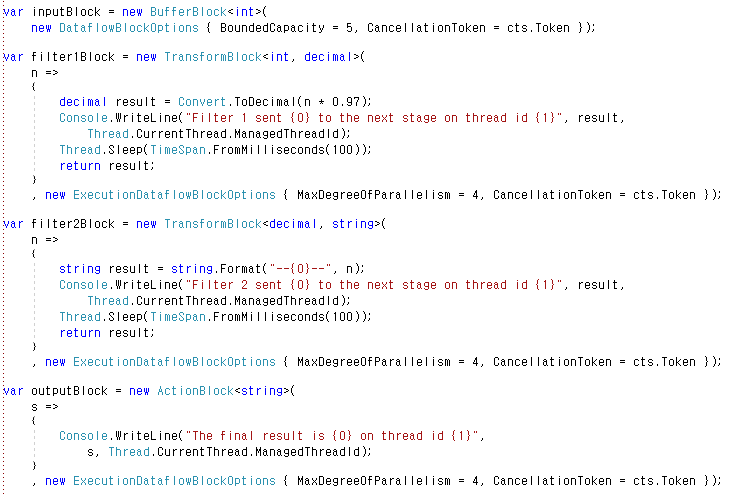 var inputBlock = new BufferBlock<int>(
    new DataflowBlockOptions { BoundedCapacity = 5, CancellationToken = cts.Token });

var filter1Block = new TransformBlock<int, decimal>(
    n =>
    {
        decimal result = Convert.ToDecimal(n * 0.97);
        Console.WriteLine("Filter 1 sent {0} to the next stage on thread id {1}", result,
            Thread.CurrentThread.ManagedThreadId);
        Thread.Sleep(TimeSpan.FromMilliseconds(100));
        return result;
    }
    , new ExecutionDataflowBlockOptions { MaxDegreeOfParallelism = 4, CancellationToken = cts.Token });

var filter2Block = new TransformBlock<decimal, string>(
    n =>
    {
        string result = string.Format("--{0}--", n);
        Console.WriteLine("Filter 2 sent {0} to the next stage on thread id {1}", result,
            Thread.CurrentThread.ManagedThreadId);
        Thread.Sleep(TimeSpan.FromMilliseconds(100));
        return result;
    }
    , new ExecutionDataflowBlockOptions { MaxDegreeOfParallelism = 4, CancellationToken = cts.Token });

var outputBlock = new ActionBlock<string>(
    s =>
    {
        Console.WriteLine("The final result is {0} on thread id {1}",
            s, Thread.CurrentThread.ManagedThreadId);
    }
    , new ExecutionDataflowBlockOptions { MaxDegreeOfParallelism = 4, CancellationToken = cts.Token });